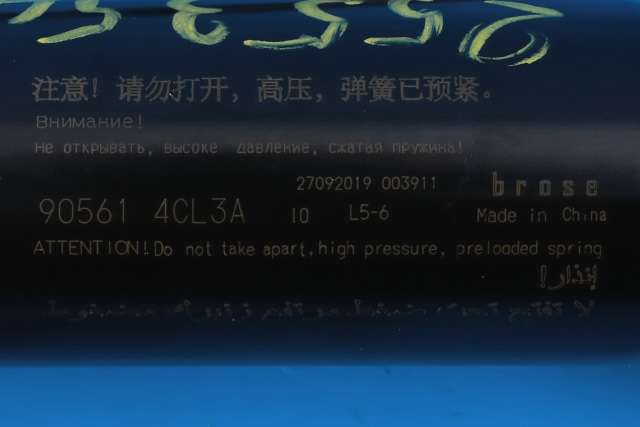 注意！请勿打开，高压，弹簧已预紧。
Внимание!
Не открывать, высоке давление, сжатая пружина!
27092019 003911 brose
90561 4CL3A 10 L5-6 Made in China
ATTENTION!Do not take apart,high pressure, preloaded spring
إنذار!